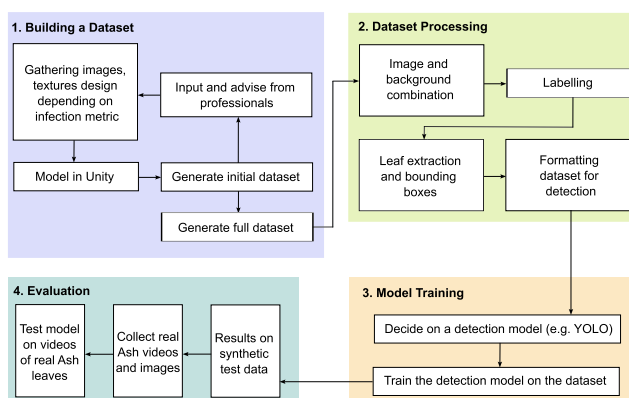 1. Building a Dataset
Gathering images,
textures design
depending on
infection metric
Input and advise from
professionals
Model in Unity
Generate initial dataset
Generate full dataset
2. Dataset Processing
Image and
background
combination
Labelling
Leaf extraction
and bounding
boxes
Formatting
dataset for
detection
3. Model Training
Decide on a detection model (e.g. YOLO)
Train the detection model on the dataset
4. Evaluation
Results on
synthetic
test data
Collect real
Ash videos
and images
Test model
on videos
of real Ash
leaves